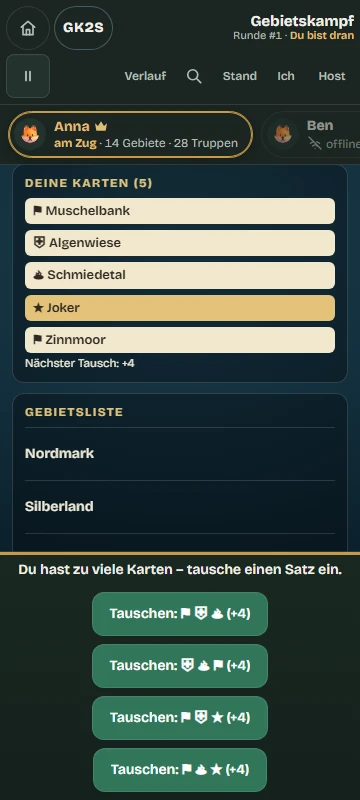 GK2S
Gebietskampf
Runde #1 · Du bist dran
Verlauf
Stand
Ich
Host
Anna
am Zug · 14 Gebiete · 28 Truppen
Ben
offline
DEINE KARTEN (5)
Muschelbank
Algenwiese
Schmiedetal
Joker
Zinnmoor
Nächster Tausch: +4
GEBIETSLISTE
Nordmark
Silberland
Du hast zu viele Karten – tausche einen Satz ein.
Tauschen: (+4)
Tauschen: (+4)
Tauschen: ★ (+4)
Tauschen: ★ (+4)